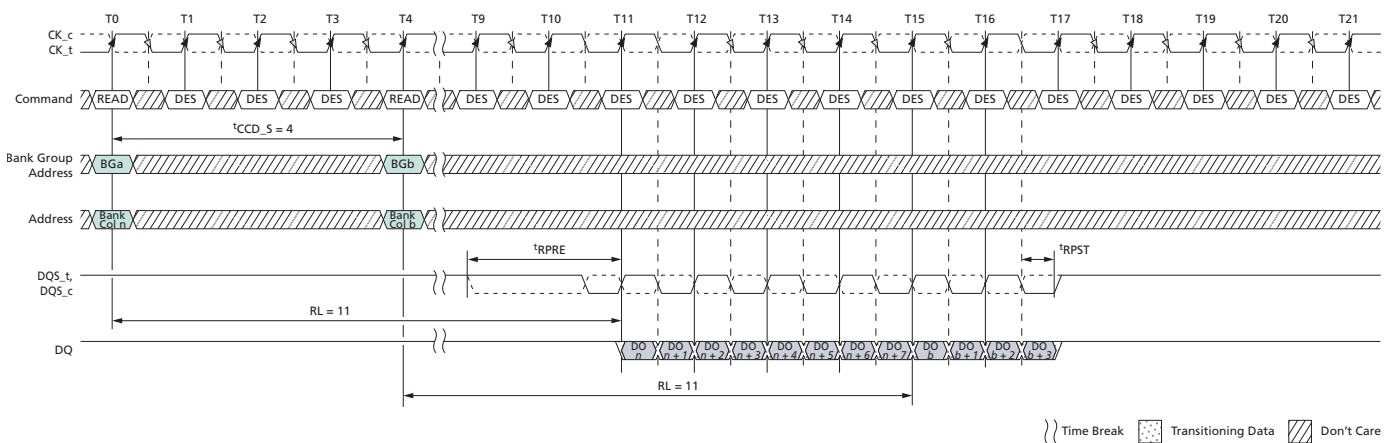 T0 T1 T2 T3 T4 T9 T10 T11 T12 T13 T14 T15 T16 T17 T18 T19 T20 T21
CK_c
CK_t
Command READ DES DES DES READ DES DES DES DES DES DES DES DES DES DES DES DES DES
tCCD_S = 4
Bank Group
Address
BGa BGb
Address
Bank
Col n
Bank
Col b
tRPRE tRPST
DQS_t,
DQS_c
RL = 11
DQ
DO
n
DO
n + 1
DO
n + 2
DO
n + 3
DO
n + 4
DO
n + 5
DO
n + 6
DO
n + 7
DO
b
DO
b + 1
DO
b + 2
DO
b + 3
RL = 11
Time Break Transitioning Data Don't Care